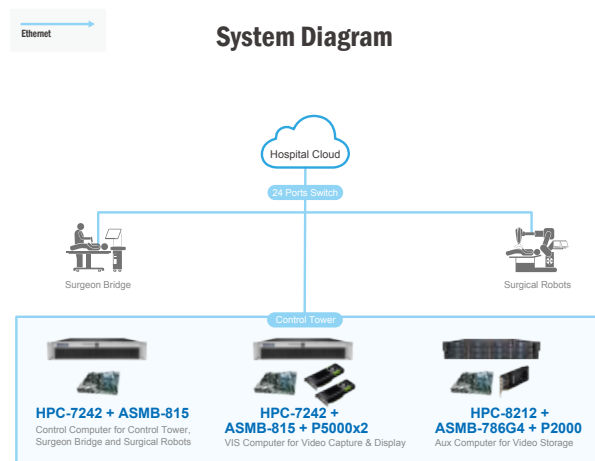 Ethernet
System Diagram
Hospital Cloud
24 Ports Switch
Surgeon Bridge
Surgical Robots
Control Tower
HPC-7242 + ASMB-815
Control Computer for Control Tower,
Surgeon Bridge and Surgical Robots
HPC-7242 +
ASMB-815 + P5000x2
VIS Computer for Video Capture & Display
HPC-8212 +
ASMB-786G4 + P2000
Aux Computer for Video Storage